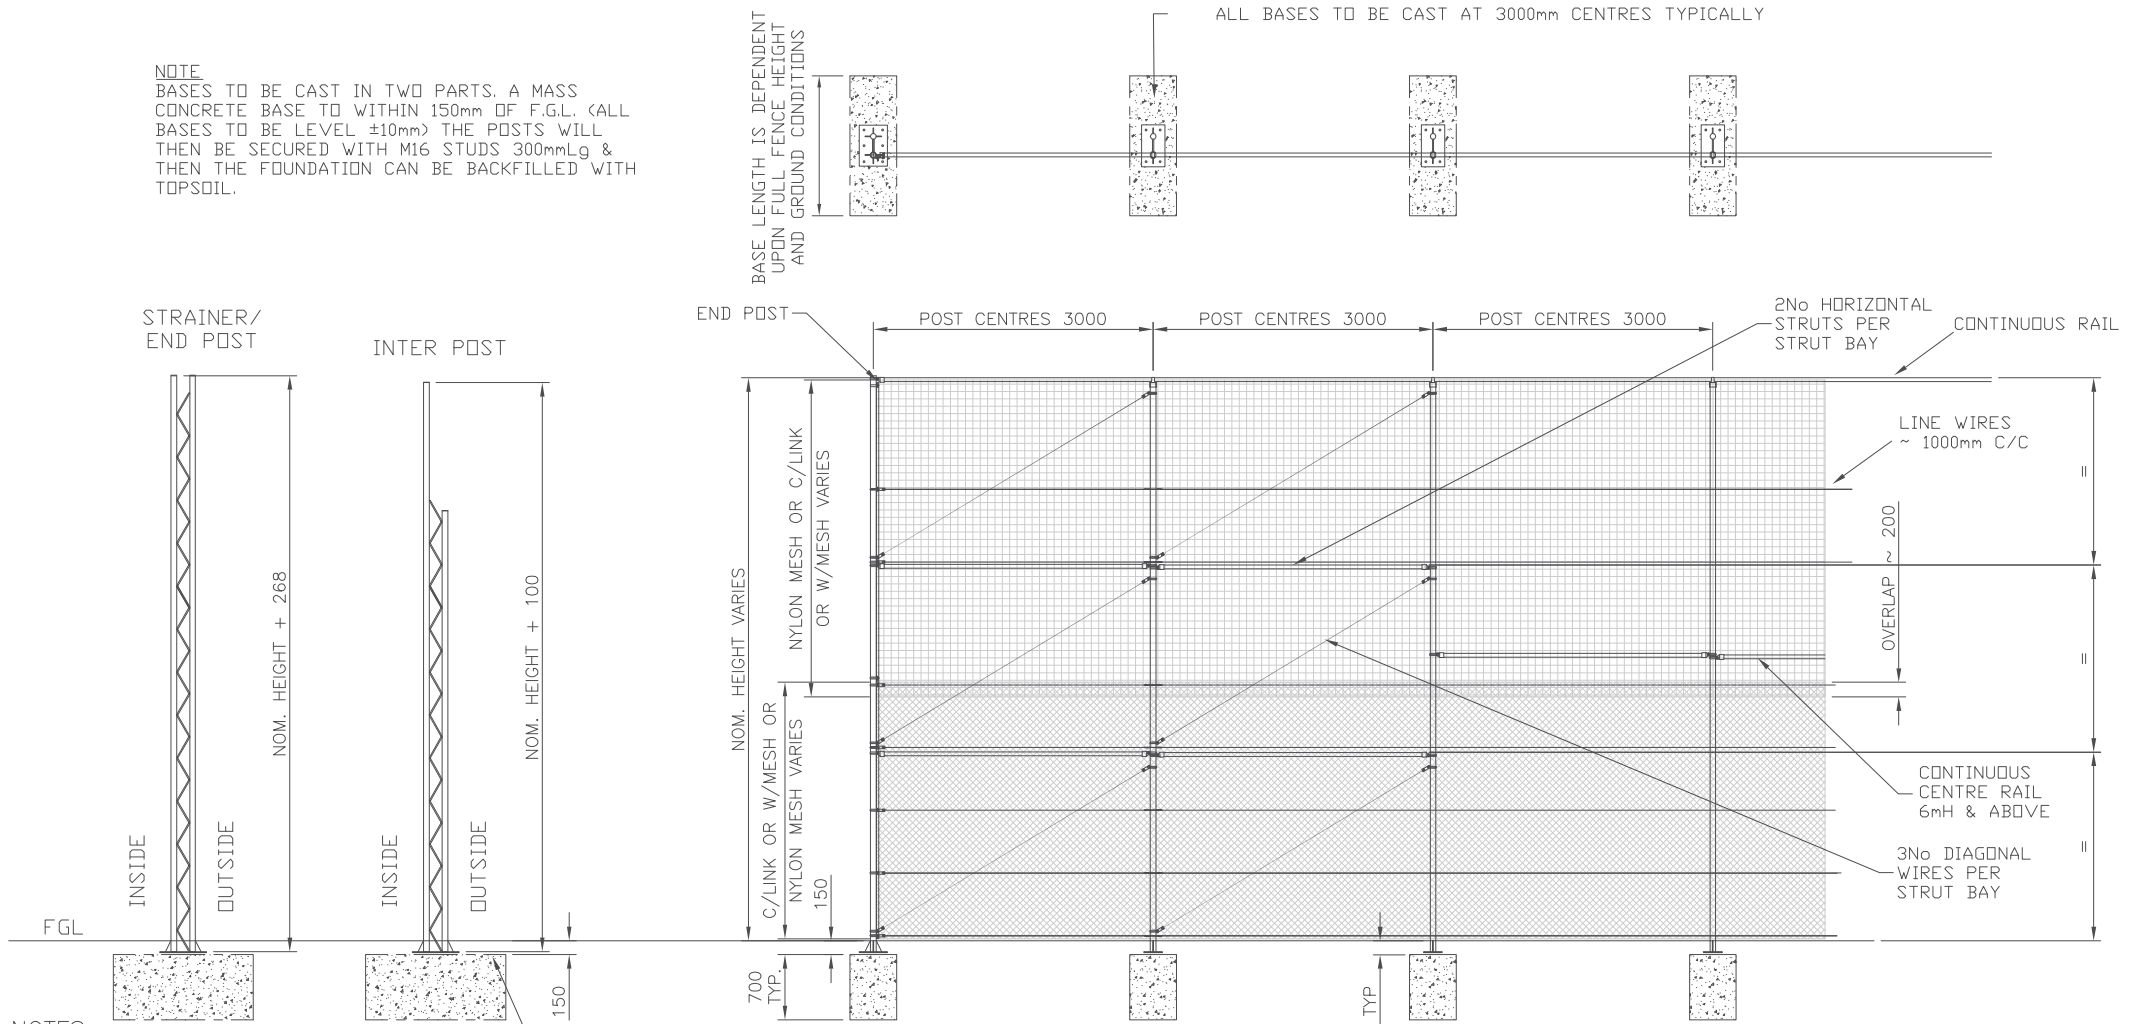 ALL BASES TO BE CAST AT 3000mm CENTRES TYPICALLY
NOTE
BASES TO BE CAST IN TWO PARTS. A MASS
CONCRETE BASE TO WITHIN 150mm OF F.G.L. (ALL
BASES TO BE LEVEL ±10mm) THE POSTS WILL
THEN BE SECURED WITH M16 STUDS 300mmLg &
THEN THE FOUNDATION CAN BE BACKFILLED WITH
TOPSOIL.
BASE LENGTH IS DEPENDENT
UPON FULL FENCE HEIGHT
AND GROUND CONDITIONS
STRAINER/
END POST
INTER POST
END POST
POST CENTRES 3000
POST CENTRES 3000
POST CENTRES 3000
2No HORIZONTAL
STRUTS PER
STRUT BAY
CONTINUOUS RAIL
LINE WIRES
~ 1000mm C/C
NOM. HEIGHT + 268
NOM. HEIGHT + 100
NOM. HEIGHT VARIES
NYLON MESH OR C/LINK
OR W/MESH VARIES
C/LINK OR W/MESH OR
NYLON MESH VARIES
OVERLAP ~ 200
=
=
=
CONTINUOUS
CENTRE RAIL
6mH & ABOVE
3No DIAGONAL
WIRES PER
STRUT BAY
INSIDE
OUTSIDE
INSIDE
OUTSIDE
150
FGL
150
700
TYP.
TYP